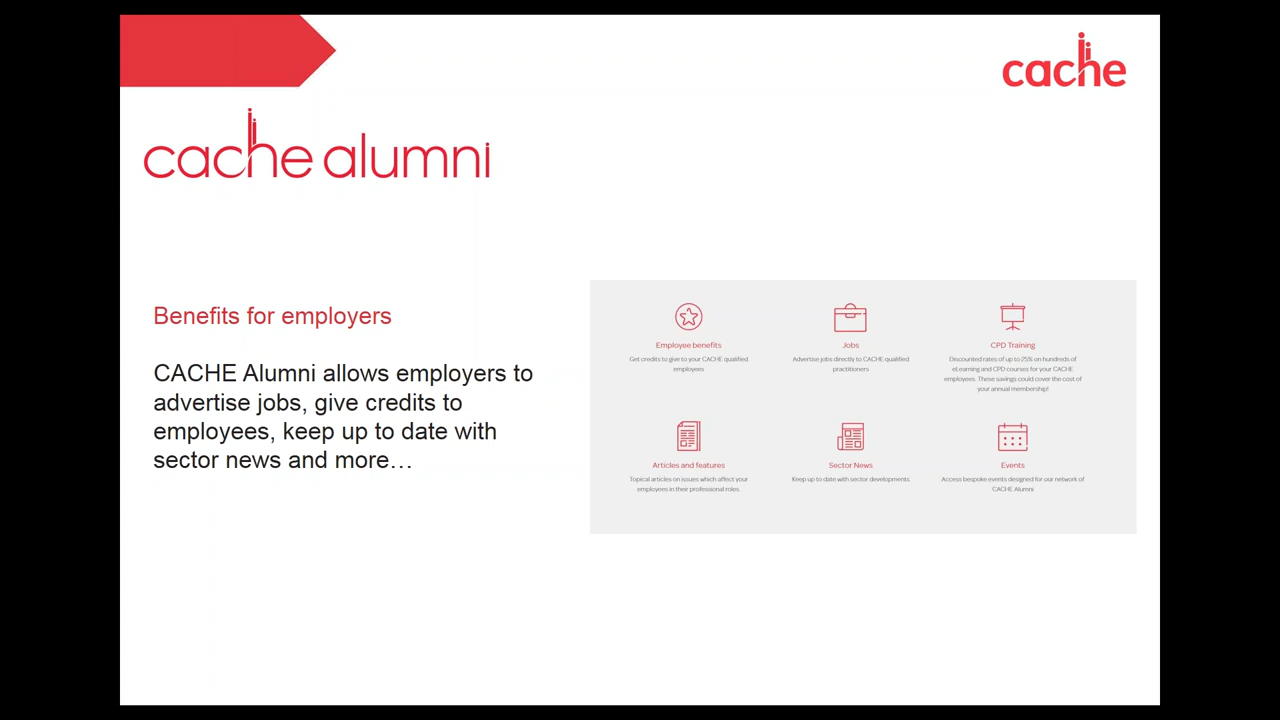 cache
cache alumni
Benefits for employers
CACHE Alumni allows employers to
advertise jobs, give credits to
employees, keep up to date with
sector news and more…
Employee benefits
Get credits to give to your CACHE qualified
employees
Jobs
Advertise jobs directly to CACHE qualified
practitioners
CPD Training
Discounted rates of up to 25% on hundreds of
eLearning and CPD courses for your CACHE
employees. These savings could cover the cost of
your annual membership!
Articles and features
Topical articles on issues which affect your
employees in their professional roles.
Sector News
Keep up to date with sector developments.
Events
Access bespoke events designed for our network of
CACHE Alumni